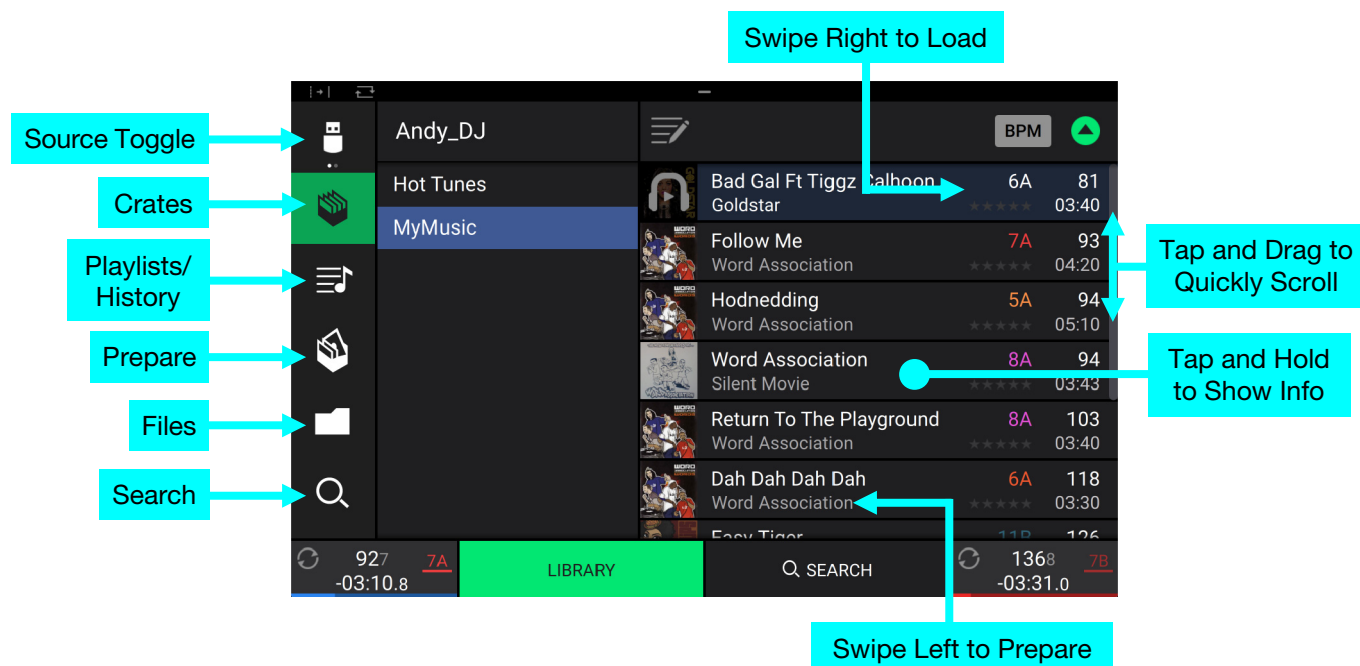 Swipe Right to Load
Source Toggle
Andy_DJ
BPM
Crates
Hot Tunes
Bad Gal Ft Tiggz Calhoon
6A
81
Goldstar
★★★★★
03:40
MyMusic
Follow Me
7A
93
Word Association
★★★★★
04:20
Tap and Drag to
Quickly Scroll
Playlists/
History
Hodnedding
5A
94
Word Association
★★★★★
05:10
Prepare
Word Association
8A
94
Silent Movie
★★★★★
03:43
Tap and Hold
to Show Info
Files
Return To The Playground
8A
103
Word Association
★★★★★
03:40
Search
Dah Dah Dah Dah
6A
118
Word Association
★★★★★
03:30
Easy Tiger
11B
126
927
7A
-03:10.8
LIBRARY
SEARCH
1368
7B
-03:31.0
Swipe Left to Prepare